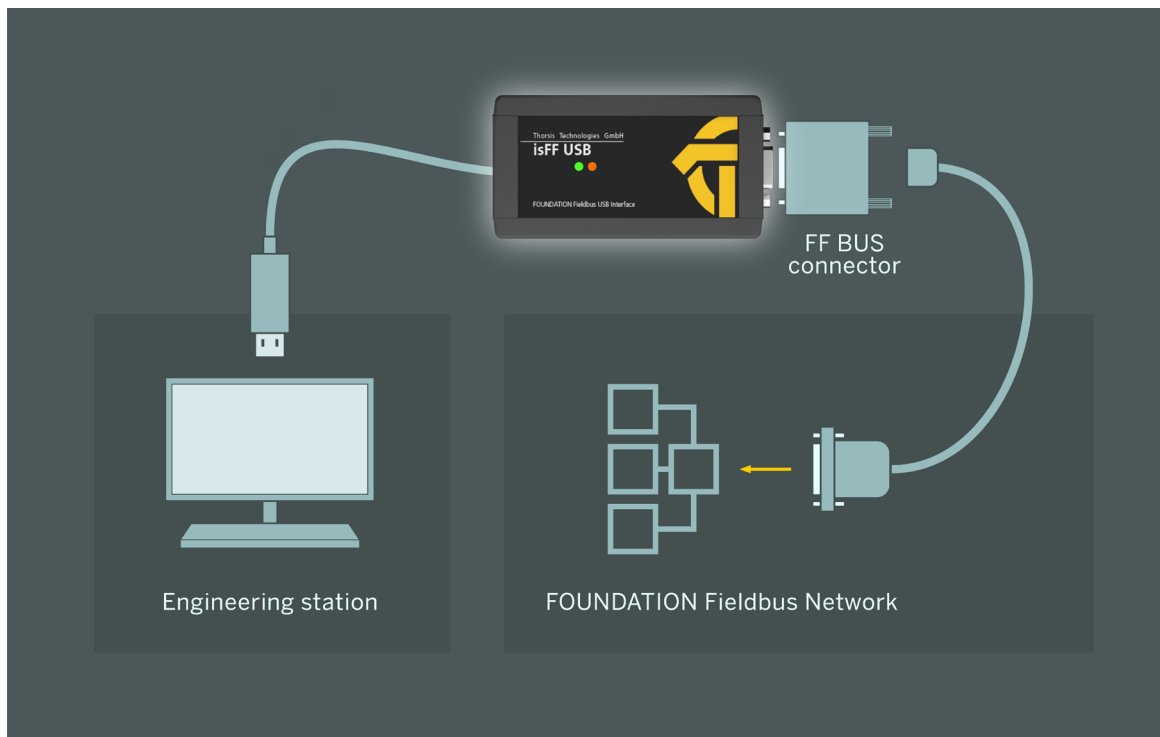 Thorsis Technologies GmbH
isFF USB
FOUNDATION Fieldbus USB Interface
FF BUS
connector
Engineering station
FOUNDATION Fieldbus Network